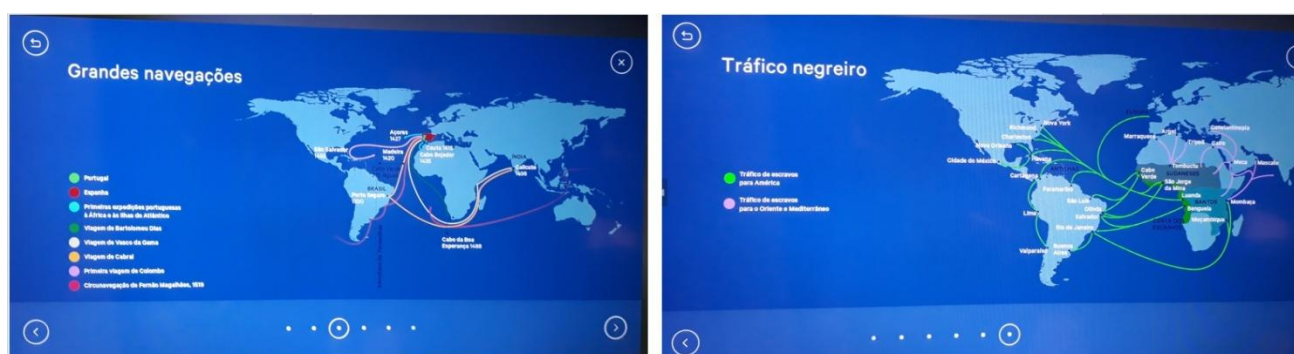 Grandes navegações
Açores
1427
Madeira
1420
Ceuta 1415
Cabo Bojador
São Salvador
ÍNDIA
Calicute
1498
BRASIL
Porto Seguro
1500
Cabo da Boa
Esperança 1488
Portugal
Espanha
Primeiras expedições portuguesas
à África e às Ilhas do Atlântico
Viagem de Bartolomeu Dias
Viagem de Vasco da Gama
Viagem de Cabral
Primeira viagem de Colombo
Circunavegação de Fernão Magalhães, 1519
Tráfico negreiro
Tráfico de escravos
para América
Tráfico de escravos
para o Oriente e Mediterrâneo
Nova York
Richmond
Charleston
Nova Orleans
Cidade do México
Havana
Cartagena
Paramaribo
São Luís
Olinda
Salvador
Rio de Janeiro
Lima
Valparaíso
Buenos
Aires
Marraquexe
Argel
Trípoli
Cairo
Constantinopla
Meca
Mascate
Tombuctu
SUDANESES
Cabo
Verde
São Jorge
da Mina
Luanda
BANTOS
Benguela
Mombaça
Moçambique